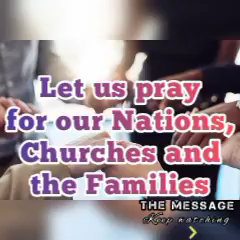 Let us pray
for our Nations,
Churches and
the Families
THE MESSAGE
Keep watching